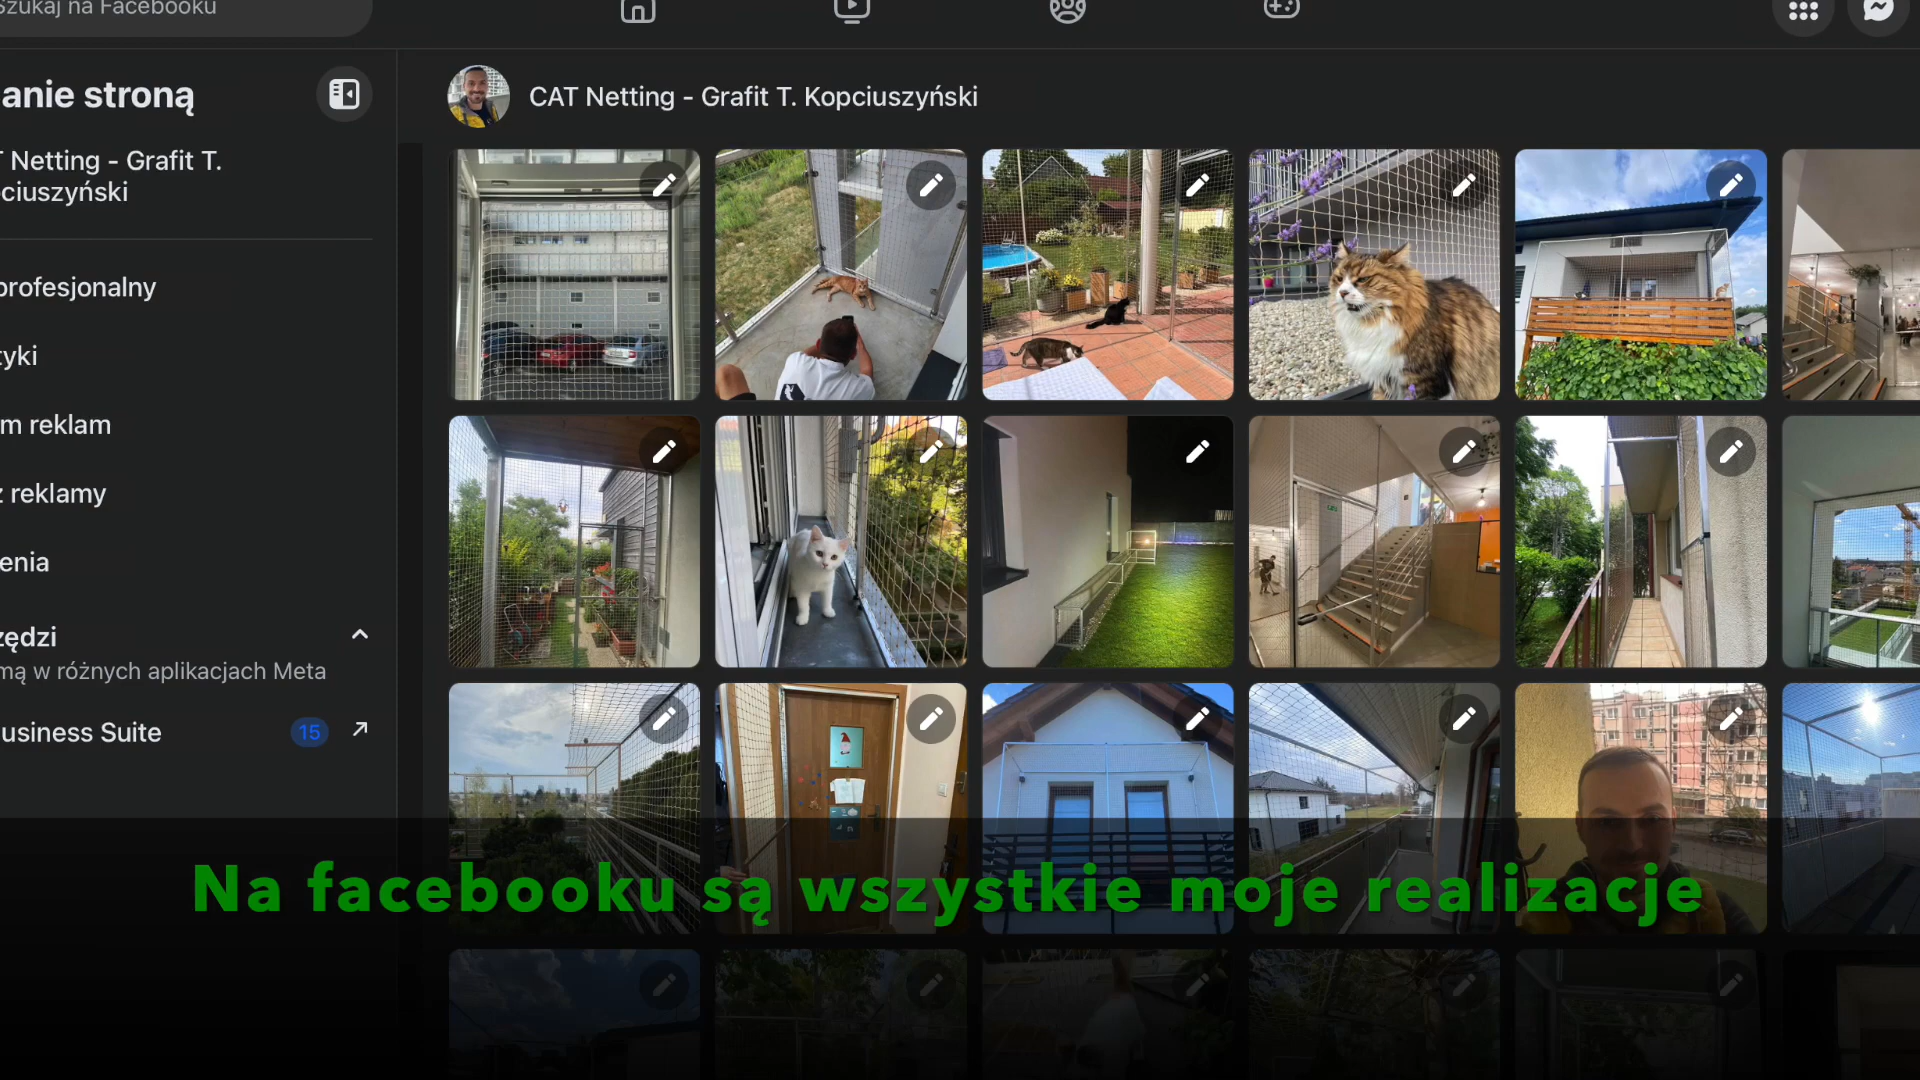 Szukaj na Facebooku
anie stroną
CAT Netting - Grafit T. Kopciuszyński
T Netting - Grafit T.
ciuszyński
profesjonalny
tyki
m reklam
z reklamy
enia
zędzi
mą w różnych aplikacjach Meta
usiness Suite
15
Na facebooku są wszystkie moje realizacje